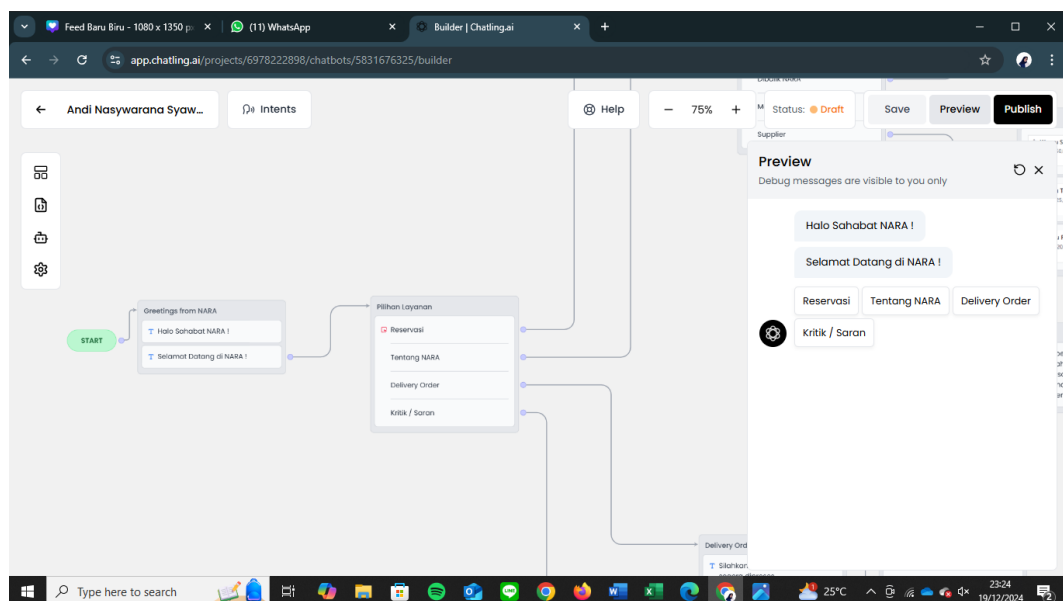 Feed Baru Biru - 1080 x 1350 p
(11) WhatsApp
Builder | Chatling.ai
app.chatling.ai/projects/6978222898/chatbots/5831676325/builder
Andi Nasywarana Syaw...
Intents
Help
75%
Status: Draft
Save
Preview
Publish
Supplier
Preview
Debug messages are visible to you only
Halo Sahabat NARA !
Selamat Datang di NARA !
Reservasi
Tentang NARA
Delivery Order
Kritik / Saran
START
Greetings from NARA
T Halo Sahabat NARA !
T Selamat Datang di NARA !
Pilihan Layanan
Reservasi
Tentang NARA
Delivery Order
Kritik / Saran
Delivery Ord
T Silahkan
Type here to search
25°C
23:24
19/12/2024